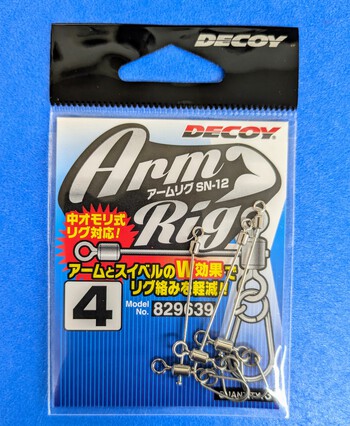 DECOY
DECOY
Arm
アームリグ SN-12
Rig
中オモリ式
リグ対応!
アームとスイベルのW効果で
リグ絡みを軽減!!
4
Model
No. 829639